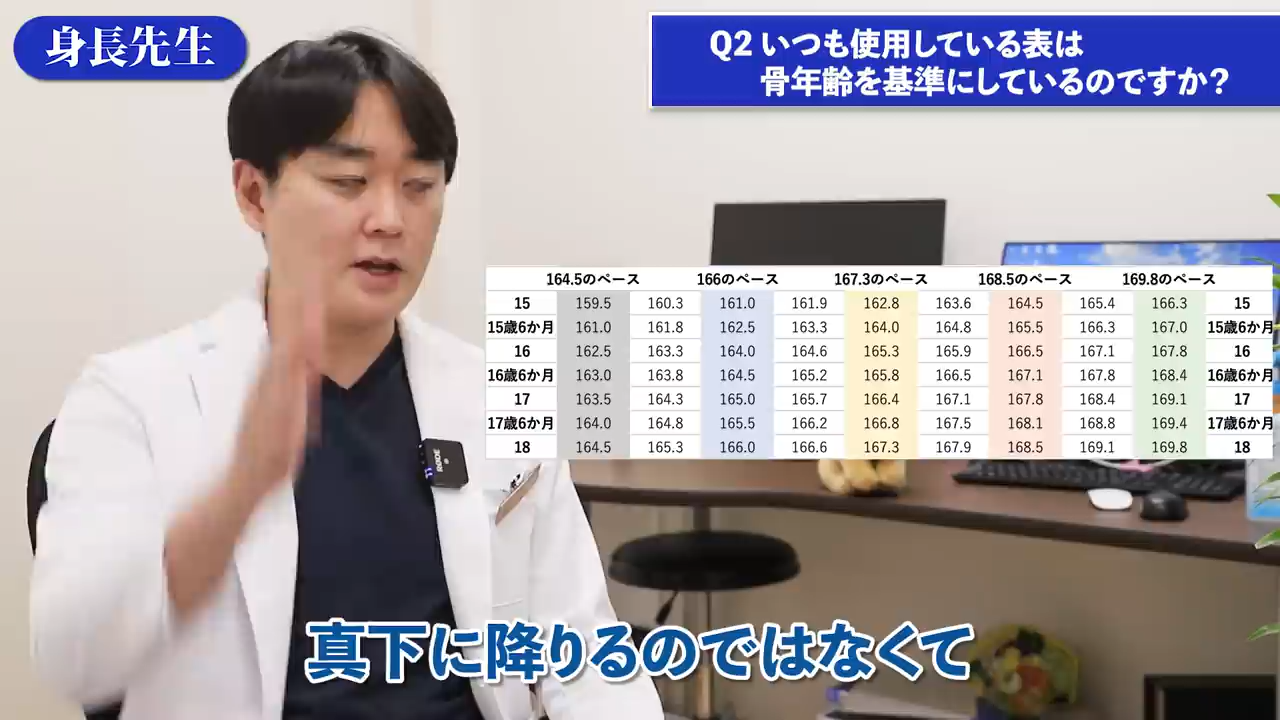 身長先生
Q2 いつも使用している表は
骨年齢を基準にしているのですか?
164.5のペース 166のペース 167.3のペース 168.5のペース 169.8のペース
15 159.5 160.3 161.0 161.9 162.8 163.6 164.5 165.4 166.3 15
15歳6か月 161.0 161.8 162.5 163.3 164.0 164.8 165.5 166.3 167.0 15歳6か月
16 162.5 163.3 164.0 164.6 165.3 165.9 166.5 167.1 167.8 16
16歳6か月 163.0 163.8 164.5 165.2 165.8 166.5 167.1 167.8 168.4 16歳6か月
17 163.5 164.3 165.0 165.7 166.4 167.1 167.8 168.4 169.1 17
17歳6か月 164.0 164.8 165.5 166.2 166.8 167.5 168.1 168.8 169.4 17歳6か月
18 164.5 165.3 166.0 166.6 167.3 167.9 168.5 169.1 169.8 18
RØDE
真下に降りるのではなくて